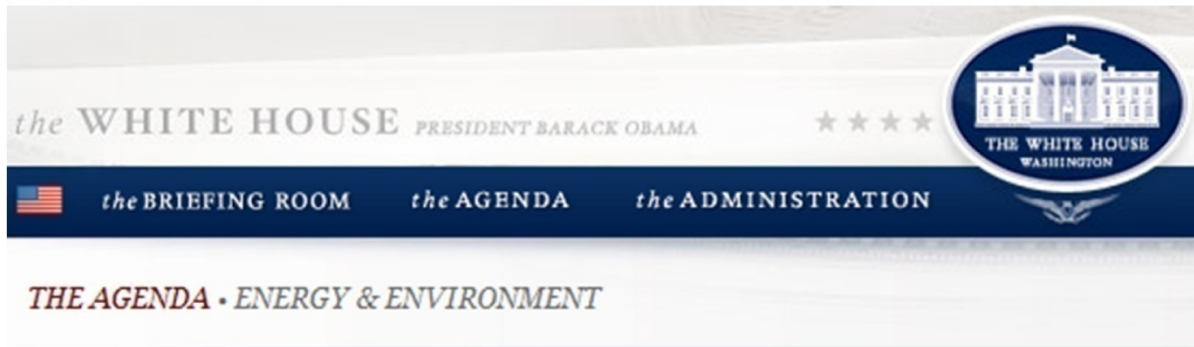 the WHITE HOUSE PRESIDENT BARACK OBAMA
THE WHITE HOUSE
WASHINGTON
the BRIEFING ROOM the AGENDA the ADMINISTRATION
THE AGENDA • ENERGY & ENVIRONMENT